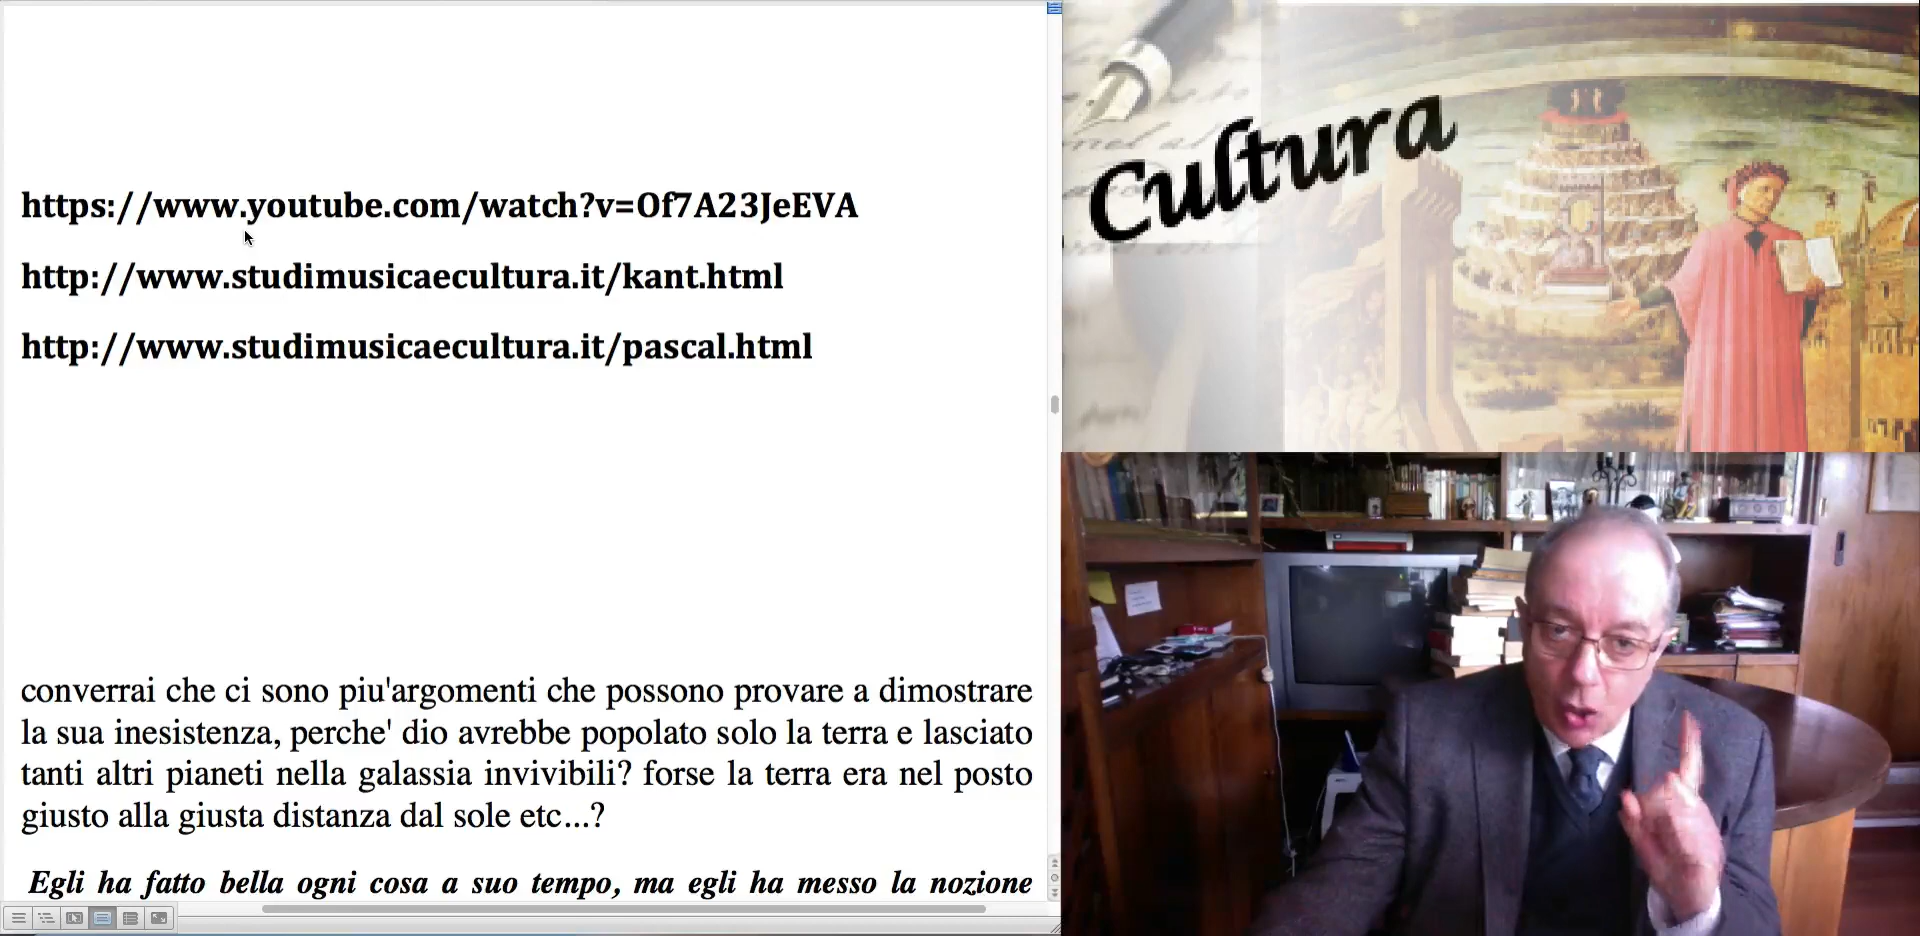 https://www.youtube.com/watch?v=Of7A23JeEVA
http://www.studimusicaecultura.it/kant.html
http://www.studimusicaecultura.it/pascal.html
converrai che ci sono piu'argomenti che possono provare a dimostrare
la sua inesistenza, perche' dio avrebbe popolato solo la terra e lasciato
tanti altri pianeti nella galassia invivibili? forse la terra era nel posto
giusto alla giusta distanza dal sole etc...?
Egli ha fatto bella ogni cosa a suo tempo, ma egli ha messo la nozione
Cultura